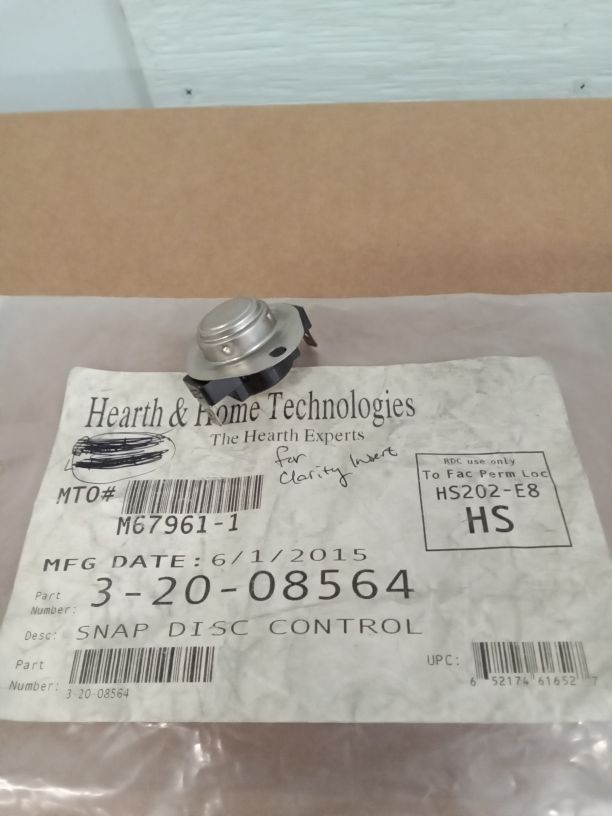 Hearth & Home Technologies
The Hearth Experts
for
Clarity Insert
MTO#
M67961-1
RDC use only
To Fac Perm Loc
HS202-E8
HS
MFG DATE: 6/1/2015
Part
Number: 3-20-08564
Desc: SNAP DISC CONTROL
Part
Number:
3-20-08564
UPC:
6 52174 61652 7